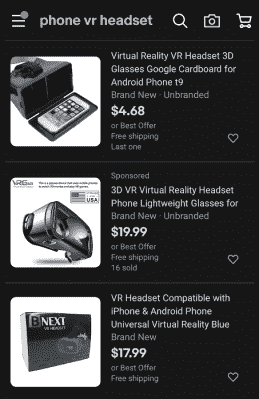 phone vr headset
Virtual Reality VR Headset 3D
Glasses Google Cardboard for
Android Phone t9
Brand New · Unbranded
$4.68
or Best Offer
Free shipping
Last one
Sponsored
3D VR Virtual Reality Headset
Phone Lightweight Glasses for
Brand New · Unbranded
$19.99
or Best Offer
Free shipping
16 sold
USA
VR Headset Compatible with
iPhone & Android Phone
Universal Virtual Reality Blue
Brand New
$17.99
or Best Offer
Free shipping
BNEXT
VR HEADSET